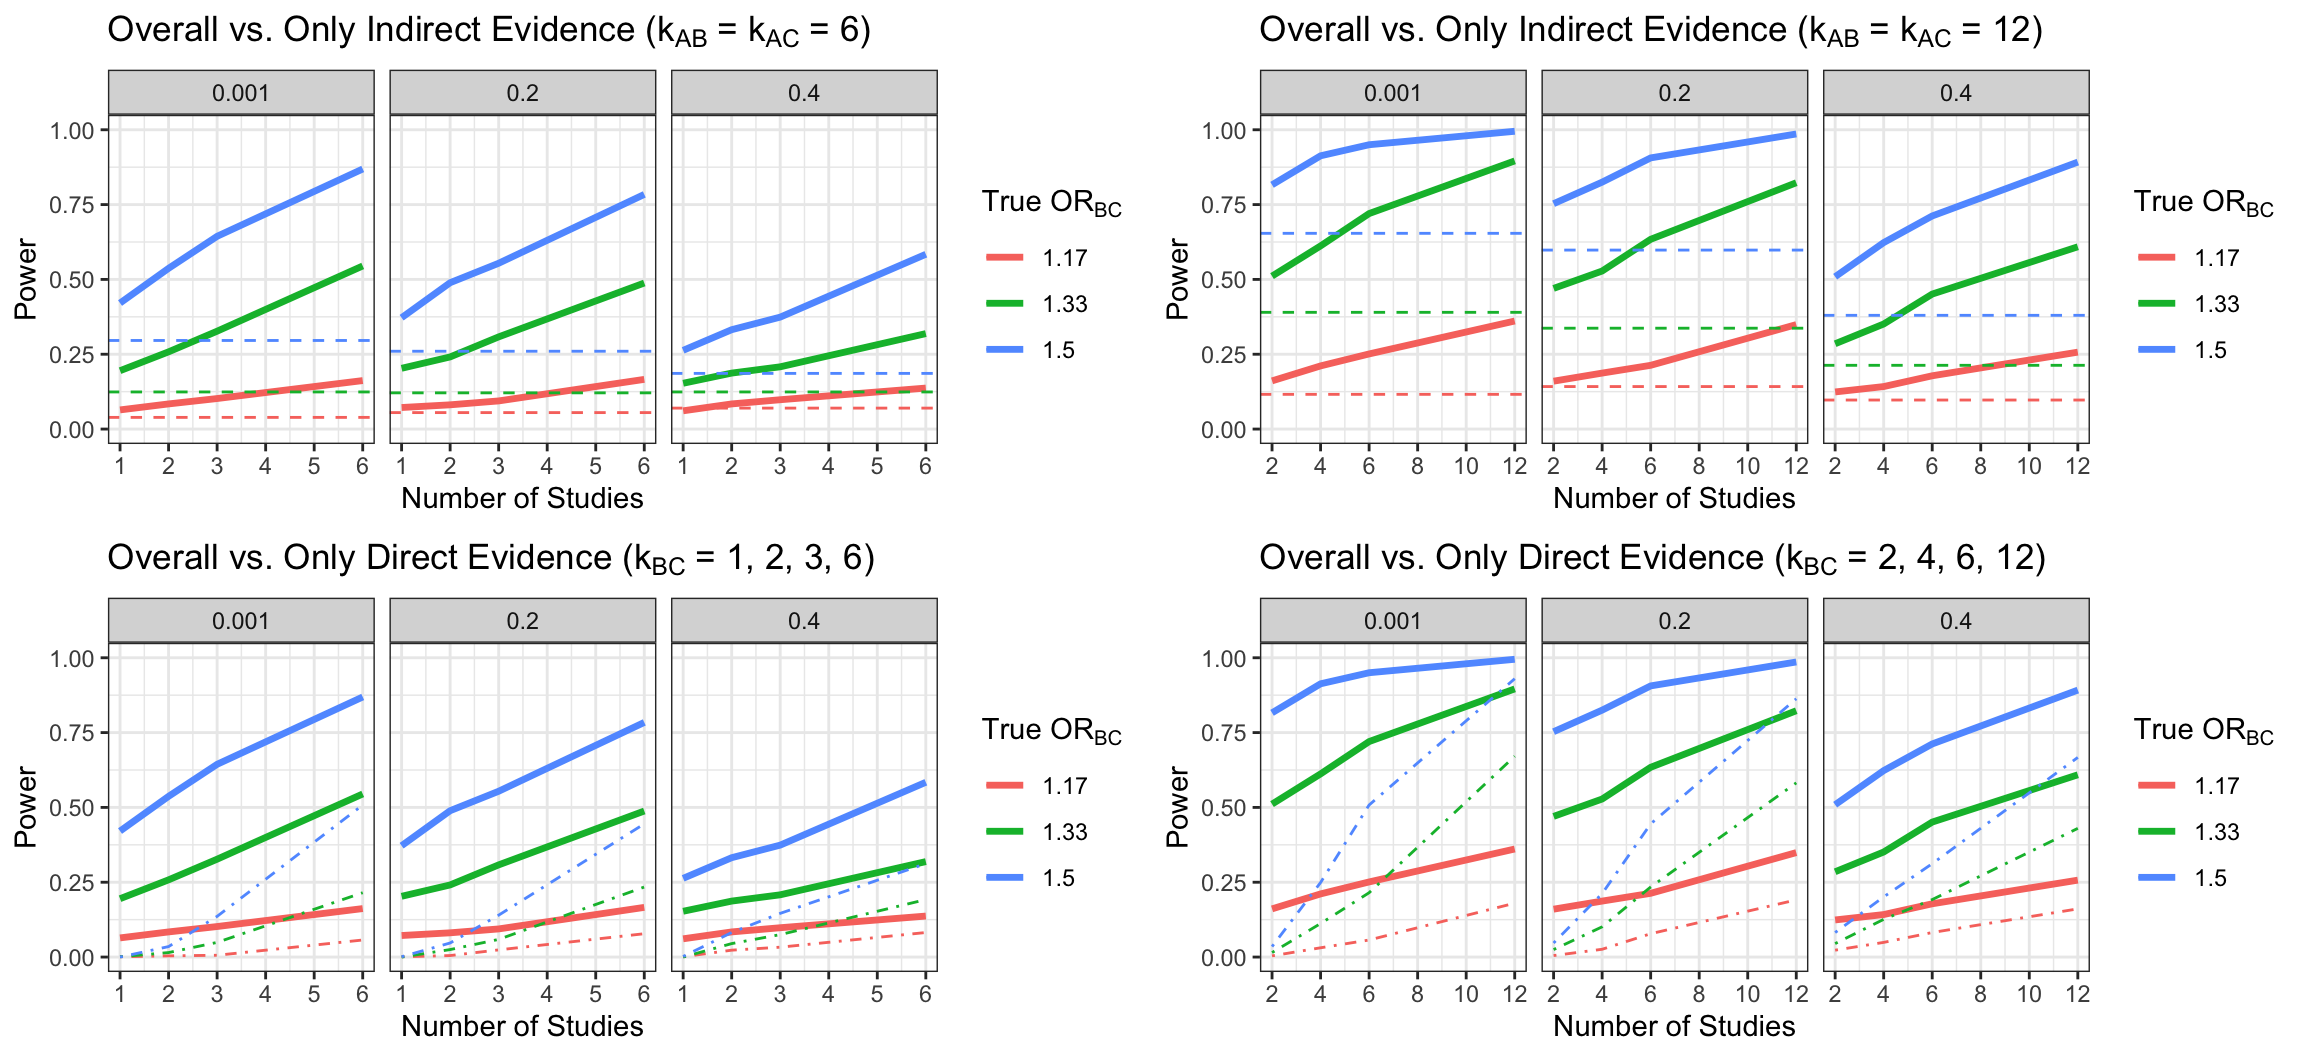 Overall vs. Only Indirect Evidence (kAB = kAC = 6)
0.001 0.2 0.4
1.00
0.75
0.50
0.25
0.00
Power
1 2 3 4 5 6 1 2 3 4 5 6 1 2 3 4 5 6
Number of Studies
True ORBC
1.17
1.33
1.5
Overall vs. Only Indirect Evidence (kAB = kAC = 12)
0.001 0.2 0.4
1.00
0.75
0.50
0.25
0.00
Power
2 4 6 8 10 12 2 4 6 8 10 12 2 4 6 8 10 12
Number of Studies
True ORBC
1.17
1.33
1.5
Overall vs. Only Direct Evidence (kBC = 1, 2, 3, 6)
0.001 0.2 0.4
1.00
0.75
0.50
0.25
0.00
Power
1 2 3 4 5 6 1 2 3 4 5 6 1 2 3 4 5 6
Number of Studies
True ORBC
1.17
1.33
1.5
Overall vs. Only Direct Evidence (kBC = 2, 4, 6, 12)
0.001 0.2 0.4
1.00
0.75
0.50
0.25
0.00
Power
2 4 6 8 10 12 2 4 6 8 10 12 2 4 6 8 10 12
Number of Studies
True ORBC
1.17
1.33
1.5